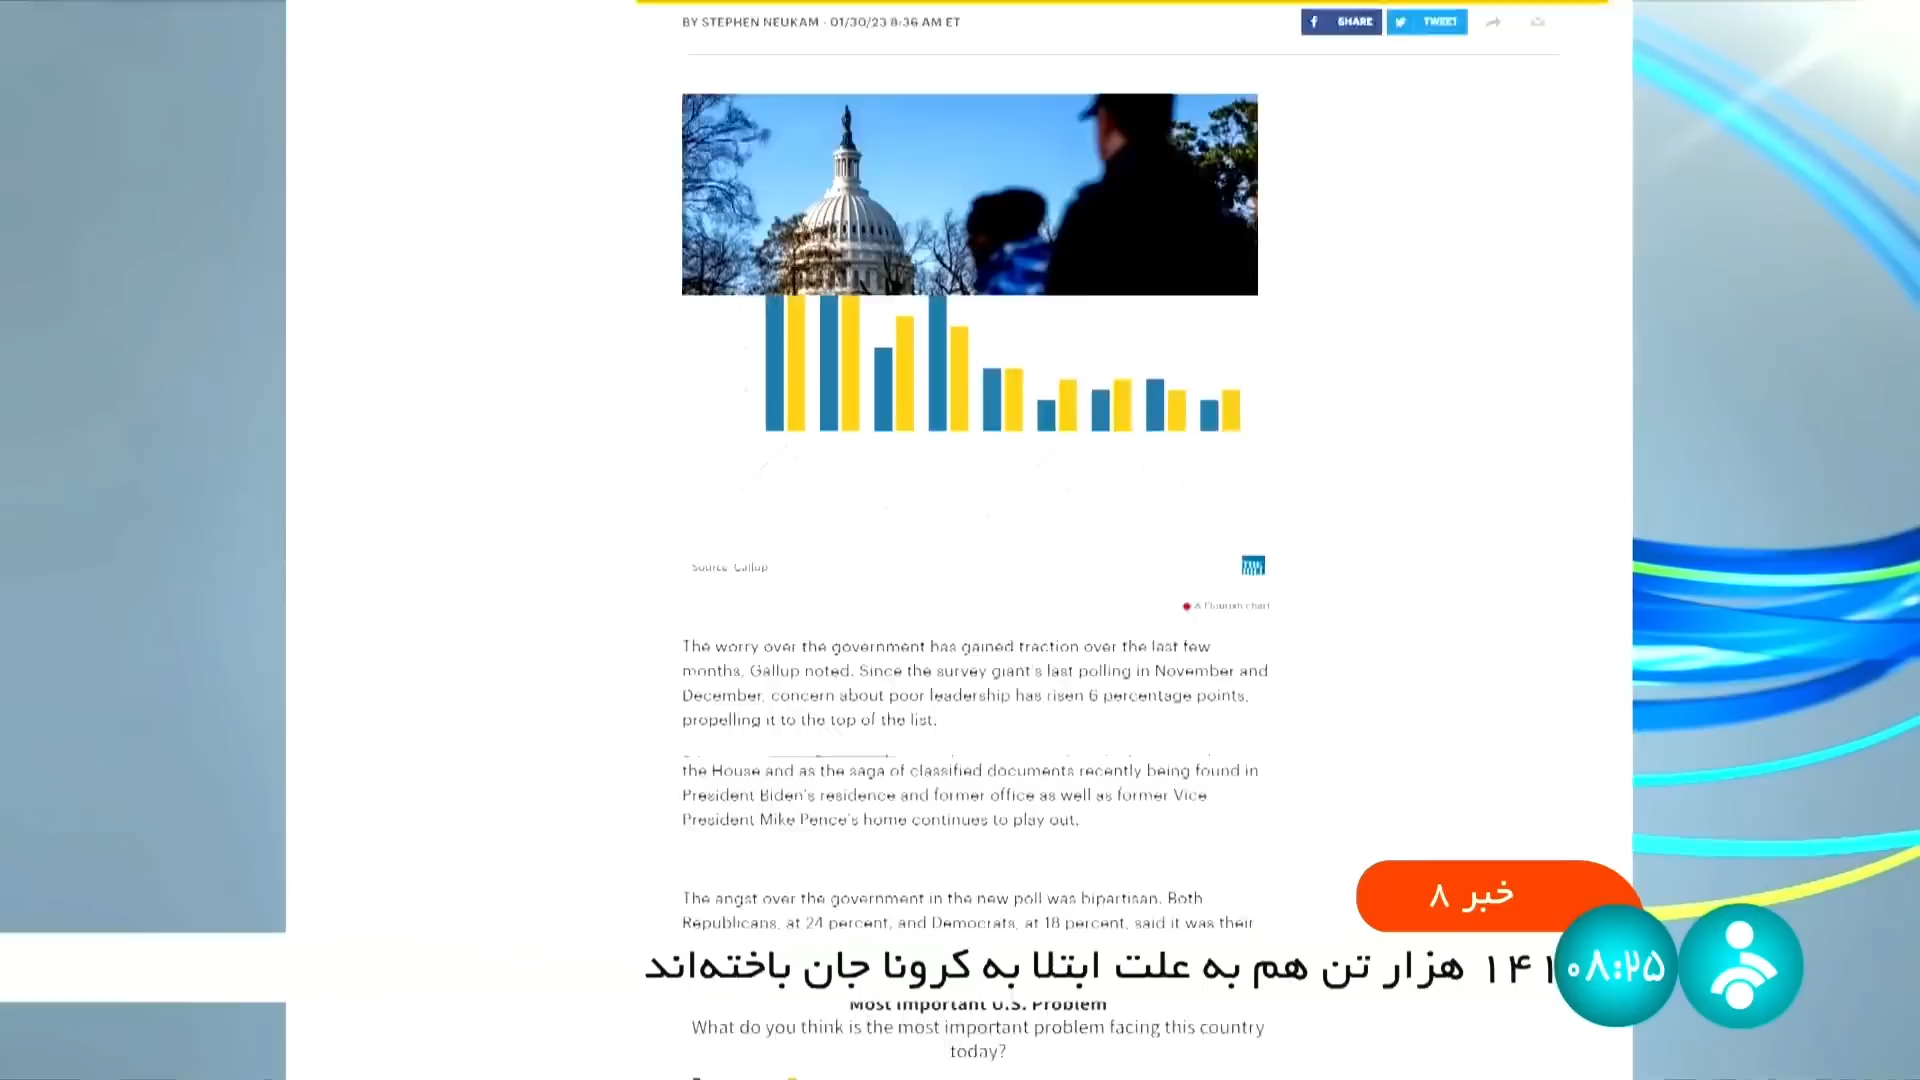 BY STEPHEN NEUKAM - 01/30/23 8:36 AM ET
SHARE
TWEET
Source: Gallup
A Flourish chart
The worry over the government has gained traction over the last few
months, Gallup noted. Since the survey giant's last polling in November and
December, concern about poor leadership has risen 6 percentage points,
propelling it to the top of the list.
the House and as the saga of classified documents recently being found in
President Biden's residence and former office as well as former Vice
President Mike Pence's home continues to play out.
The angst over the government in the new poll was bipartisan. Both
Republicans, at 24 percent, and Democrats, at 18 percent, said it was their
خبر ۸
۱۴۱ هزار تن هم به علت ابتلا به کرونا جان باخته‌اند
۰۸:۲۵
Most Important U.S. Problem
What do you think is the most important problem facing this country
today?